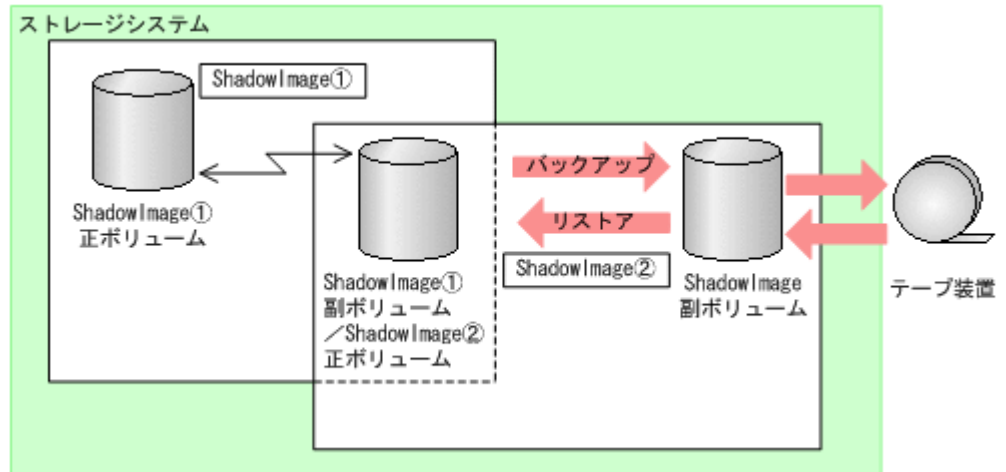 ストレージシステム
ShadowImage①
ShadowImage①
正ボリューム
ShadowImage①
副ボリューム
／ShadowImage②
正ボリューム
バックアップ
リストア
ShadowImage②
ShadowImage
副ボリューム
テープ装置